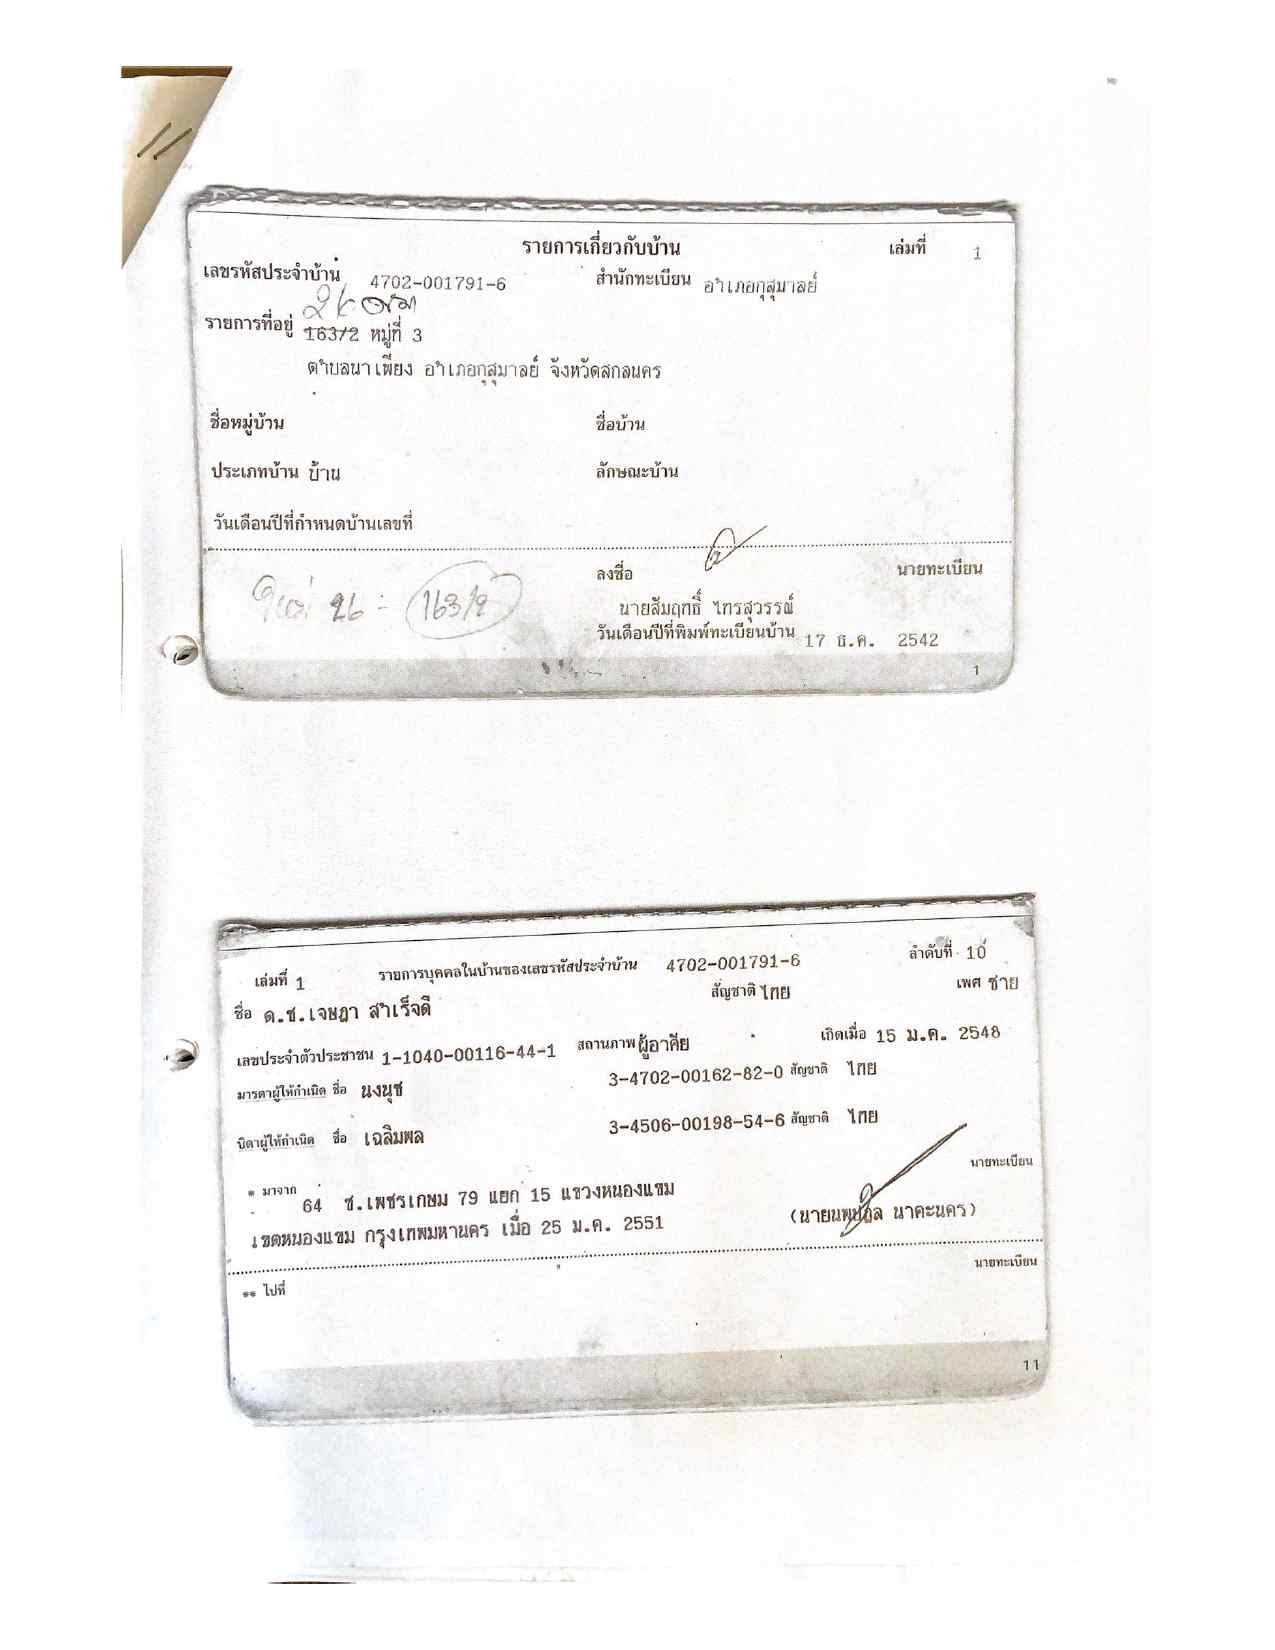 11
รายการเกี่ยวกับบ้าน เล่มที่ 1
เลขรหัสประจำบ้าน 4702-001791-6 สำนักทะเบียน อำเภอกุสุมาลย์
26
รายการที่อยู่ 163/2 หมู่ที่ 3
ตำบลนาเพียง อำเภอกุสุมาลย์ จังหวัดสกลนคร
ชื่อหมู่บ้าน ชื่อบ้าน
ประเภทบ้าน บ้าน ลักษณะบ้าน
วันเดือนปีที่กำหนดบ้านเลขที่
ลงชื่อ นายทะเบียน
ใหม่ 26 - 163/2
นายสัมฤทธิ์ ไทรสุวรรณ์
วันเดือนปีที่พิมพ์ทะเบียนบ้าน 17 ธ.ค. 2542
1
เล่มที่ 1 รายการบุคคลในบ้านของเลขรหัสประจำบ้าน 4702-001791-6 ลำดับที่ 10
ชื่อ ด.ช.เจษฎา สำเร็จดี สัญชาติ ไทย เพศ ชาย
เลขประจำตัวประชาชน 1-1040-00116-44-1 สถานภาพ ผู้อาศัย เกิดเมื่อ 15 ม.ค. 2548
มารดาผู้ให้กำเนิด ชื่อ นงนุช 3-4702-00162-82-0 สัญชาติ ไทย
บิดาผู้ให้กำเนิด ชื่อ เฉลิมพล 3-4506-00198-54-6 สัญชาติ ไทย
นายทะเบียน
* มาจาก 64 ซ.เพชรเกษม 79 แยก 15 แขวงหนองแขม
เขตหนองแขม กรุงเทพมหานคร เมื่อ 25 ม.ค. 2551 นาคะนคร)
นายทะเบียน
** ไปที่
11